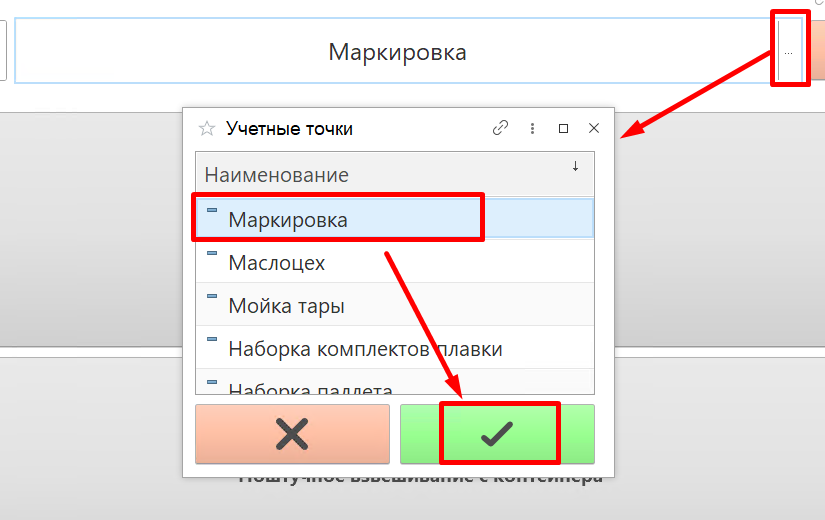 Маркировка
...
Учетные точки
Наименование
Маркировка
Маслоцех
Мойка тары
Наборка комплектов плавки
Наборка паллета
Поштучное взвешивание с контейнера